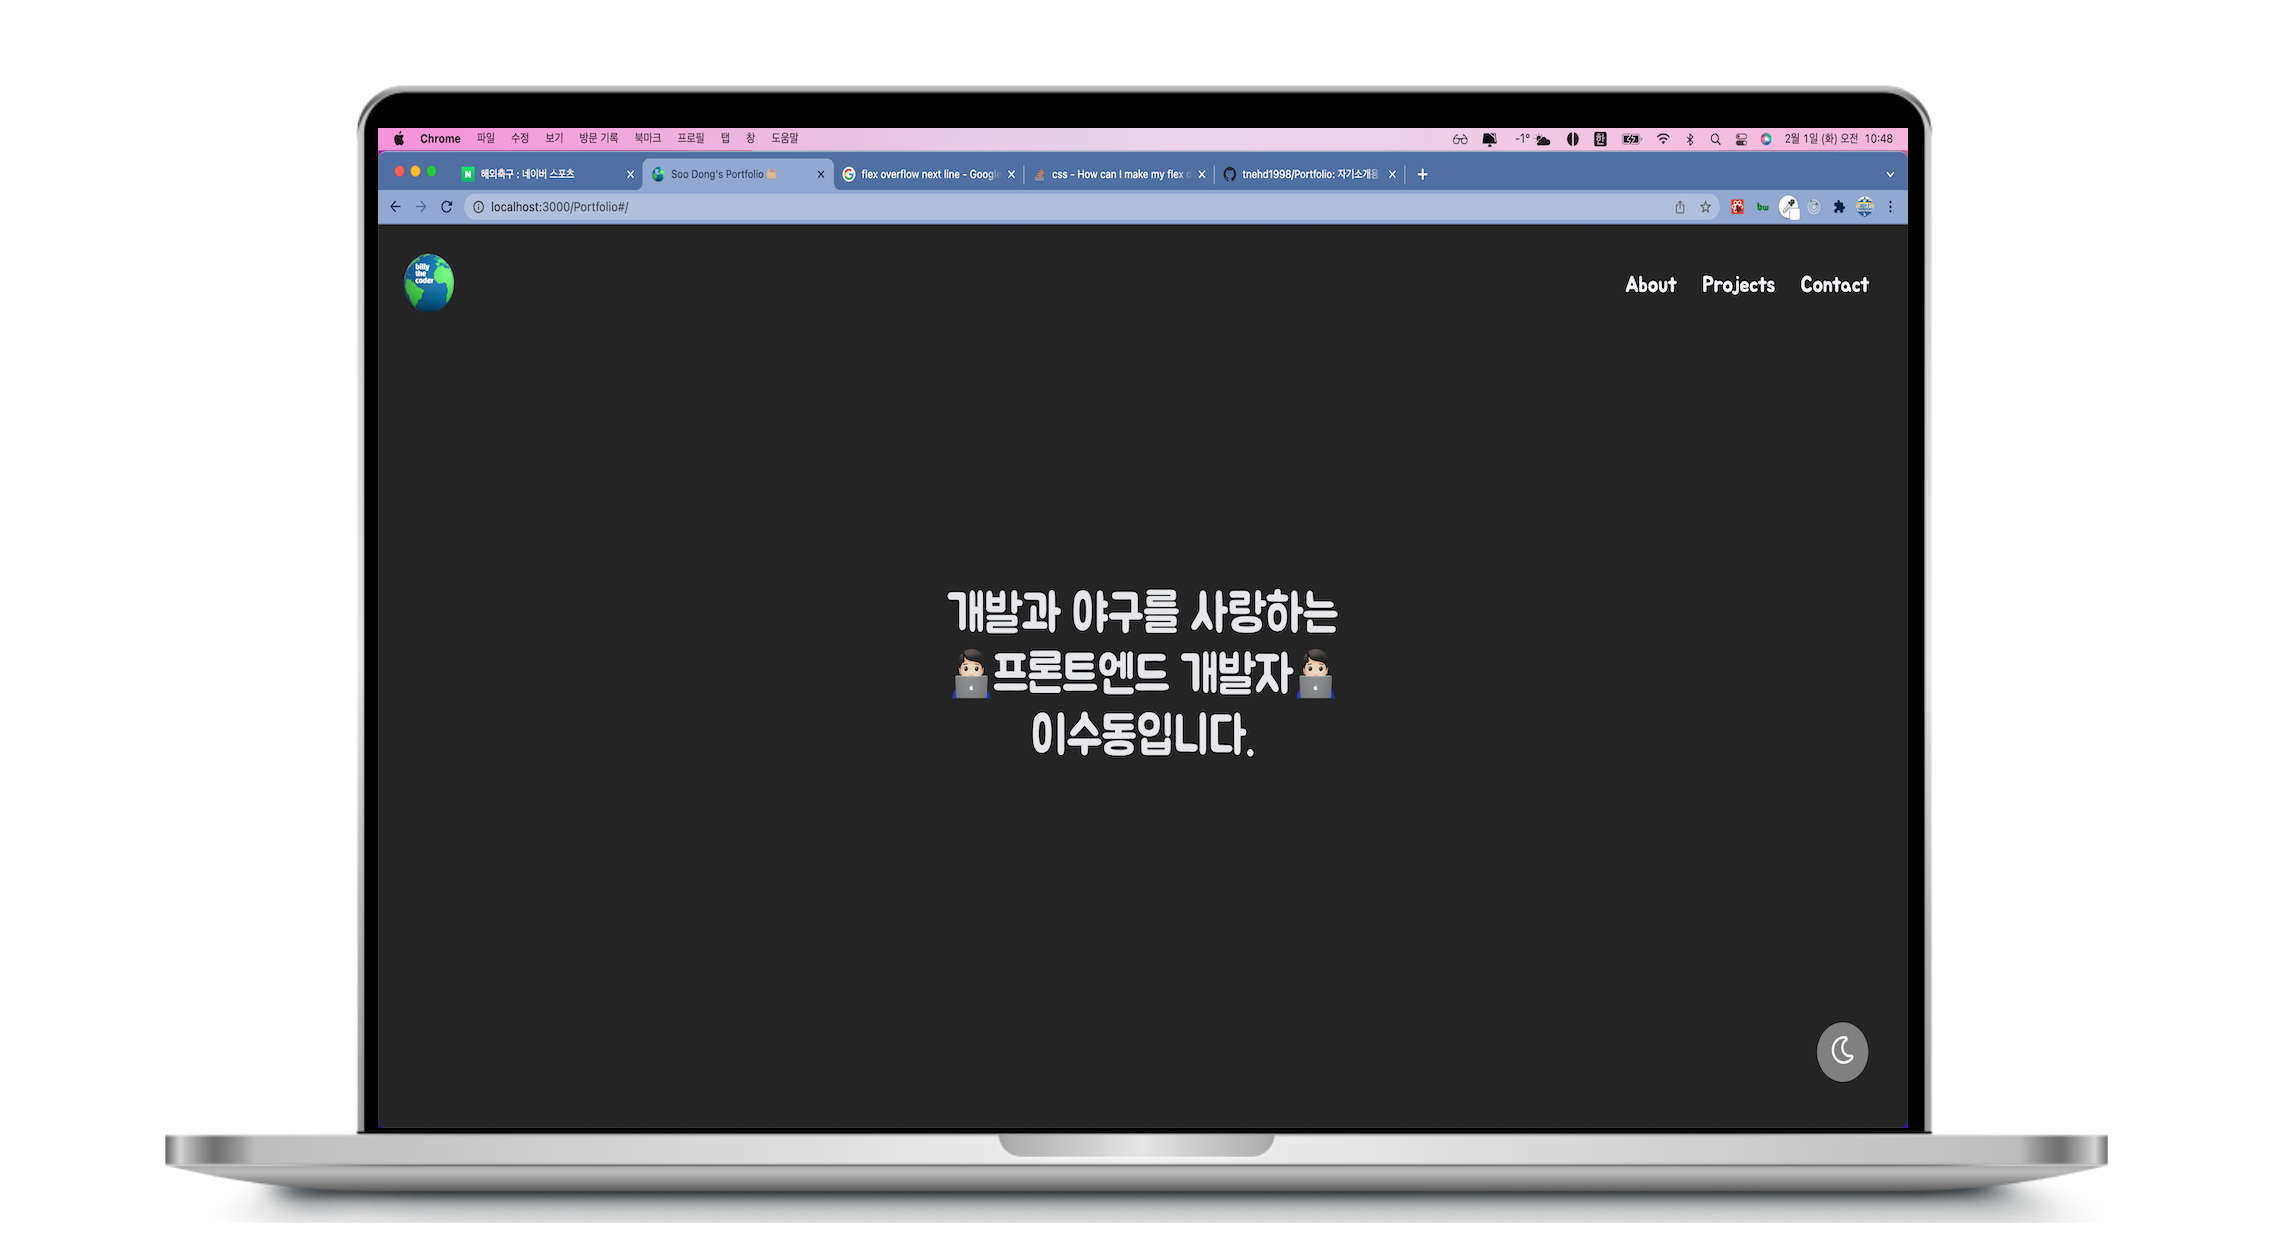 Chrome 파일 수정 보기 방문 기록 북마크 프로필 탭 창 도움말 -1° 한 2월 1일 (화) 오전 10:48
N 해외축구 : 네이버 스포츠
Soo Dong's Portfolio
flex overflow next line - Google
css - How can I make my flex d
tnehd1998/Portfolio: 자기소개용
localhost:3000/Portfolio#/
bw
billy
the
coder
About Projects Contact
개발과 야구를 사랑하는
프론트엔드 개발자
이수동입니다.